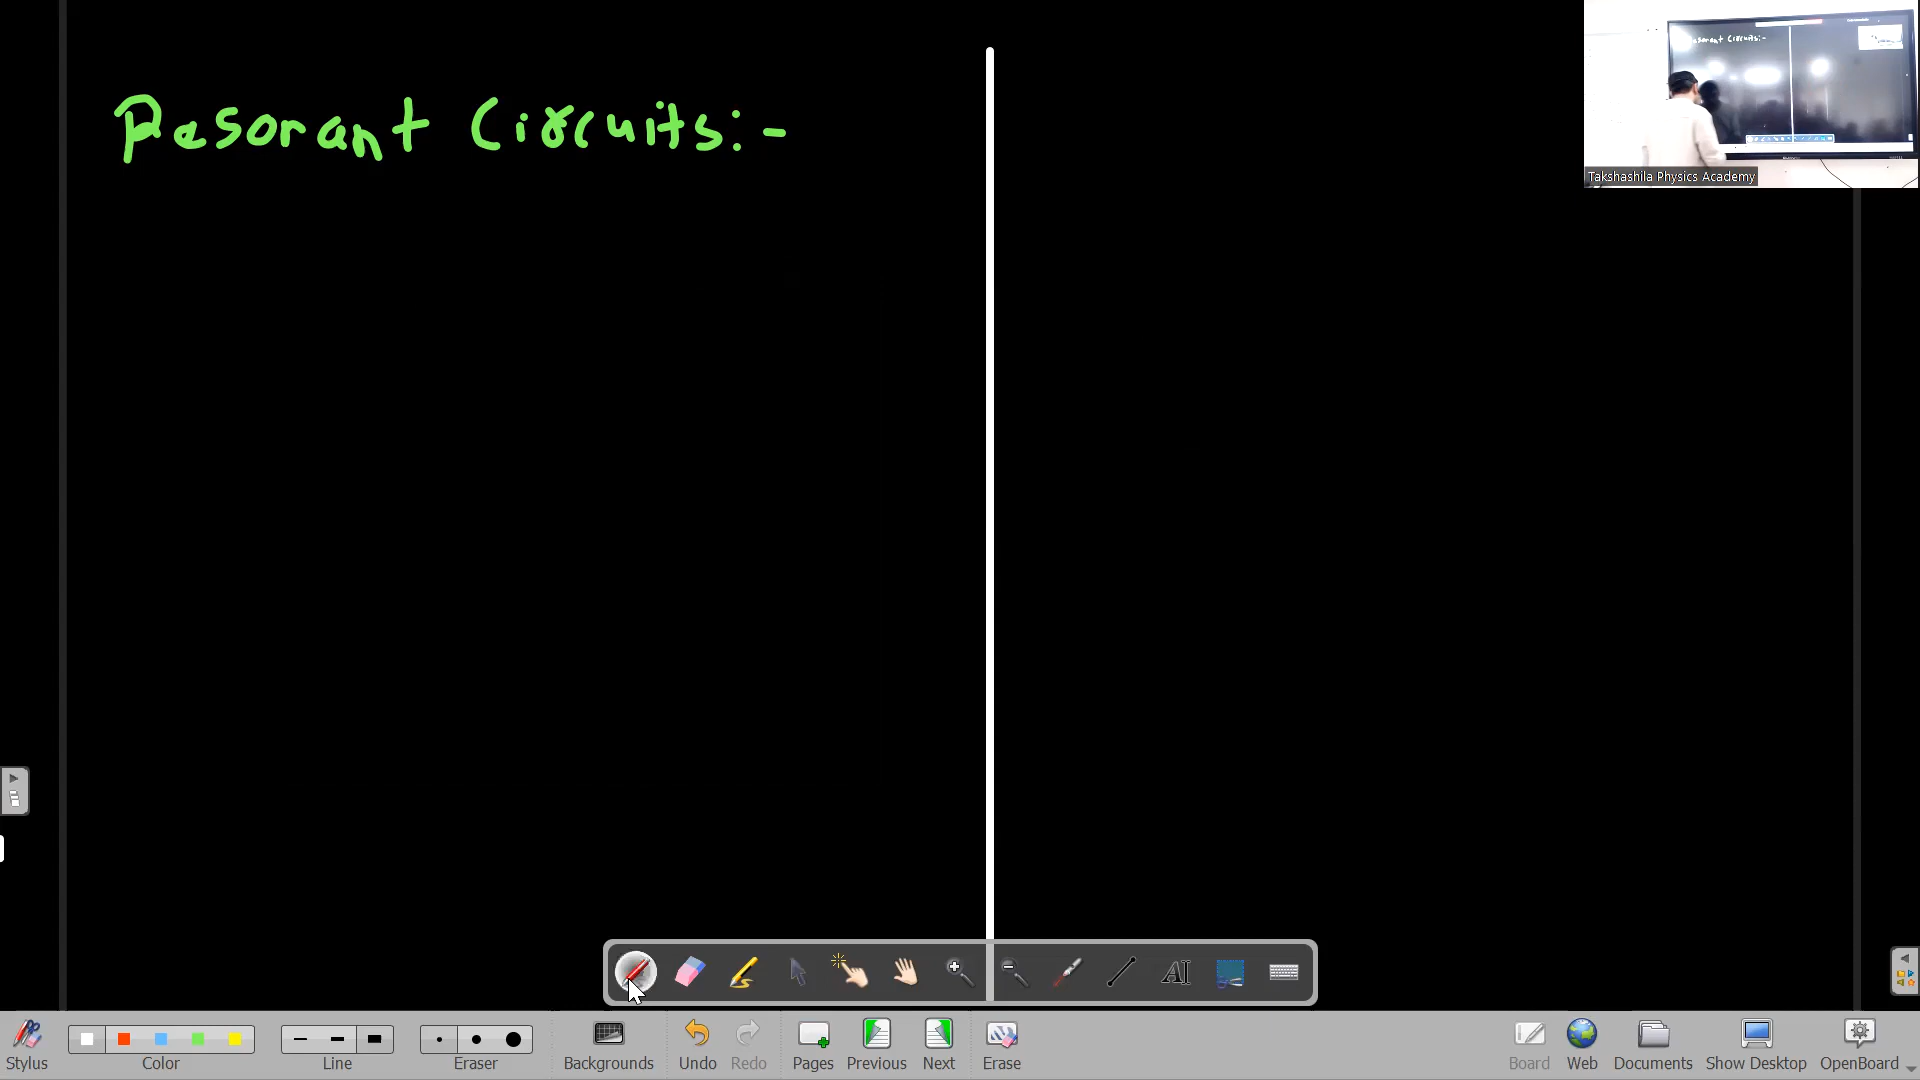 Resorant Circuits:-
Takshashila Physics Academy
Stylus
Color
Line
Eraser
Backgrounds
Undo
Redo
Pages
Previous
Next
Erase
Board
Web
Documents
Show Desktop
OpenBoard